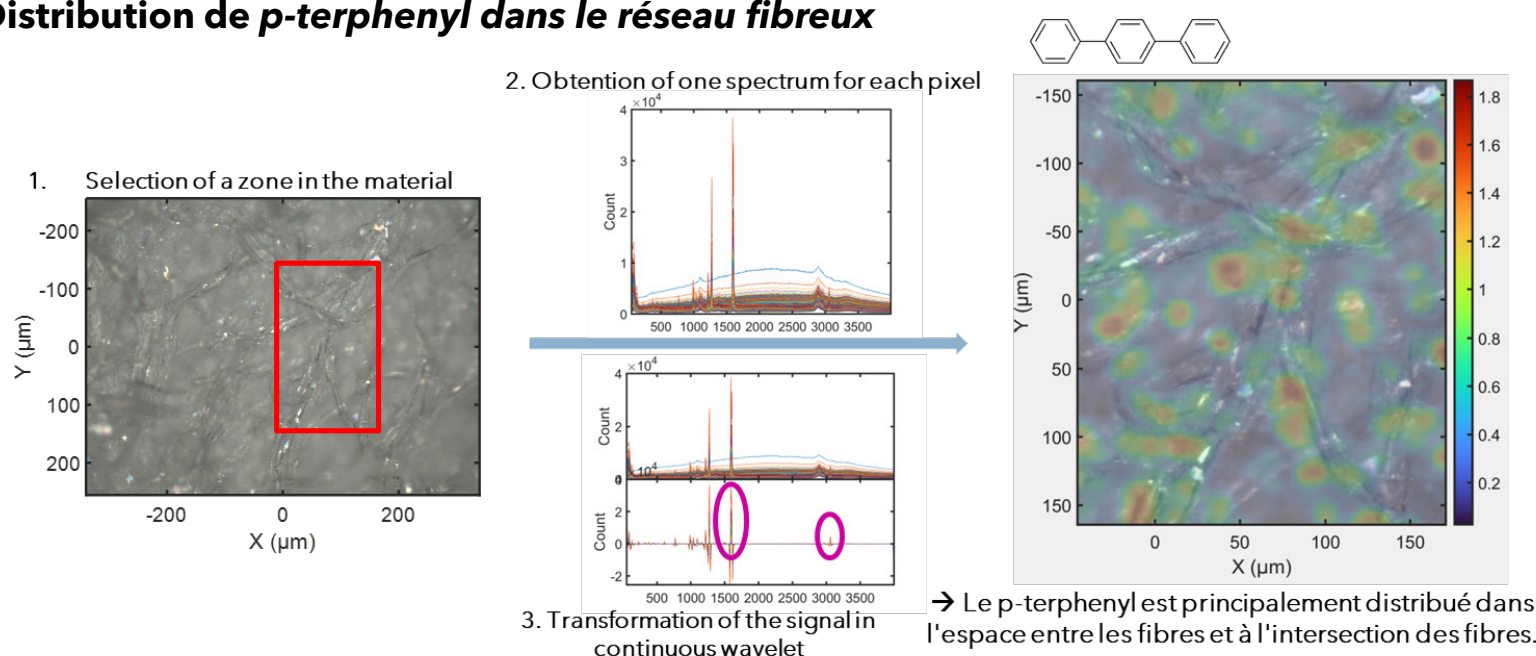 istribution de p-terphenyl dans le réseau fibreux
1. Selection of a zone in the material
-200
-100
0
100
200
Y (µm)
-200 0 200
X (µm)
2. Obtention of one spectrum for each pixel
×10⁴
4
3
2
1
0
Count
500 1000 1500 2000 2500 3000 3500
×10⁴
4
2
Count
10⁴
2
0
-2
Count
500 1000 1500 2000 2500 3000 3500
3. Transformation of the signal in
continuous wavelet
-150
-100
-50
0
50
100
150
Y (µm)
0 50 100 150
X (µm)
1.8
1.6
1.4
1.2
1
0.8
0.6
0.4
0.2
→ Le p-terphenyl est principalement distribué dans
l'espace entre les fibres et à l'intersection des fibres.